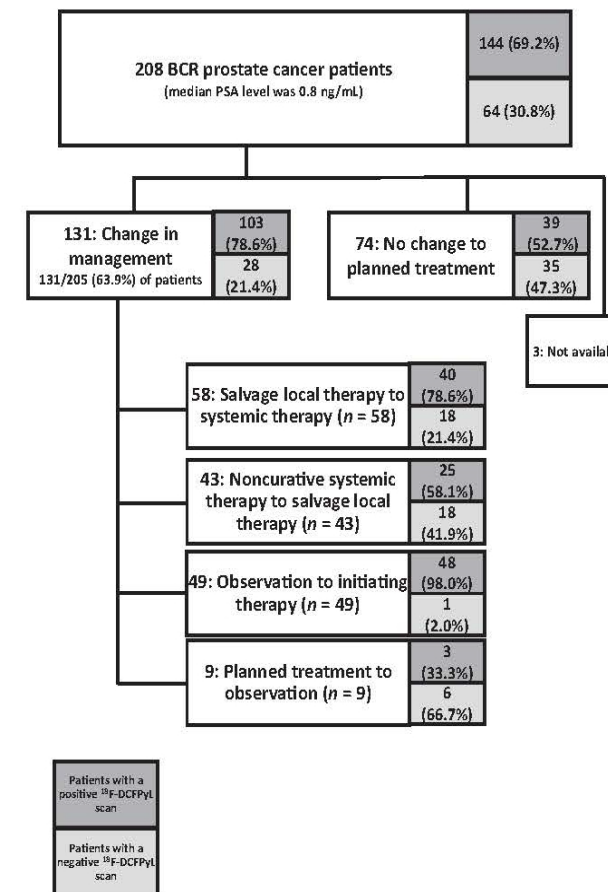 208 BCR prostate cancer patients
(median PSA level was 0.8 ng/mL)
144 (69.2%)
64 (30.8%)
131: Change in
management
131/205 (63.9%) of patients
103
(78.6%)
28
(21.4%)
74: No change to
planned treatment
39
(52.7%)
35
(47.3%)
3: Not availal
58: Salvage local therapy to
systemic therapy (n = 58)
40
(78.6%)
18
(21.4%)
43: Noncurative systemic
therapy to salvage local
therapy (n = 43)
25
(58.1%)
18
(41.9%)
49: Observation to initiating
therapy (n = 49)
48
(98.0%)
1
(2.0%)
9: Planned treatment to
observation (n = 9)
3
(33.3%)
6
(66.7%)
Patients with a
positive ¹⁸F-DCFPyL
scan
Patients with a
negative ¹⁸F-DCFPyL
scan